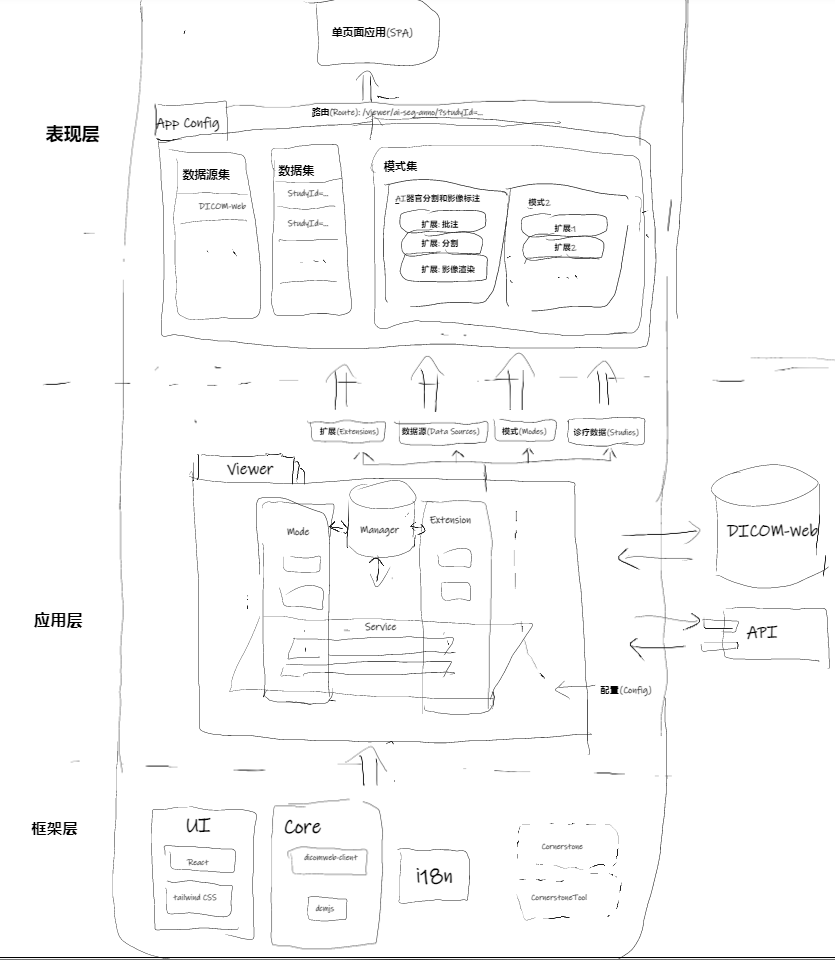 单页面应用(SPA)
表现层
App Config
路由(Route): /viewer/ai-seg-anno/?studyId=...
数据源集
DICOM-web
...
数据集
StudyId=...
StudyId=...
...
模式集
AI器官分割和影像标注
扩展: 批注
扩展: 分割
扩展: 影像渲染
模式2
扩展1
扩展2
...
...
扩展(Extensions)
数据源(Data Sources)
模式(Modes)
诊疗数据(Studies)
应用层
Viewer
Mode
Manager
Extension
Service
配置(Config)
DICOM-Web
API
框架层
UI
React
tailwind CSS
Core
dicomweb-client
dcmjs
i18n
Cornerstone
CornerstoneTool